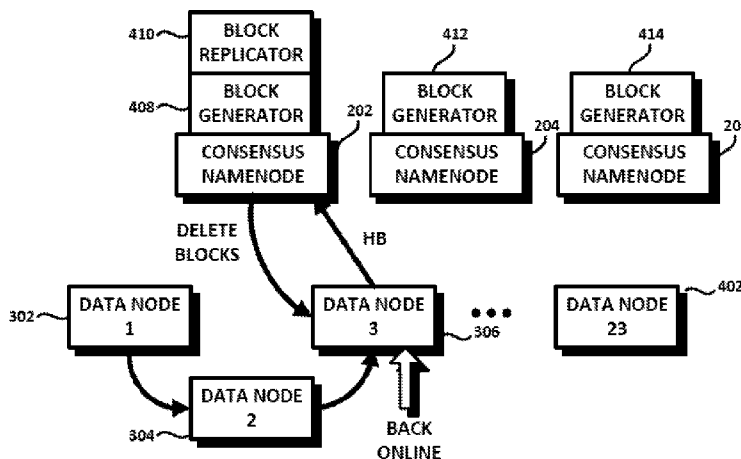 410
BLOCK
REPLICATOR
412
414
408
BLOCK
GENERATOR
BLOCK
GENERATOR
BLOCK
GENERATOR
202
204
20
CONSENSUS
NAMENODE
CONSENSUS
NAMENODE
CONSENSUS
NAMENODE
DELETE
BLOCKS
HB
302
DATA NODE
1
DATA NODE
3
306
DATA NODE
23
402
304
DATA NODE
2
BACK
ONLINE